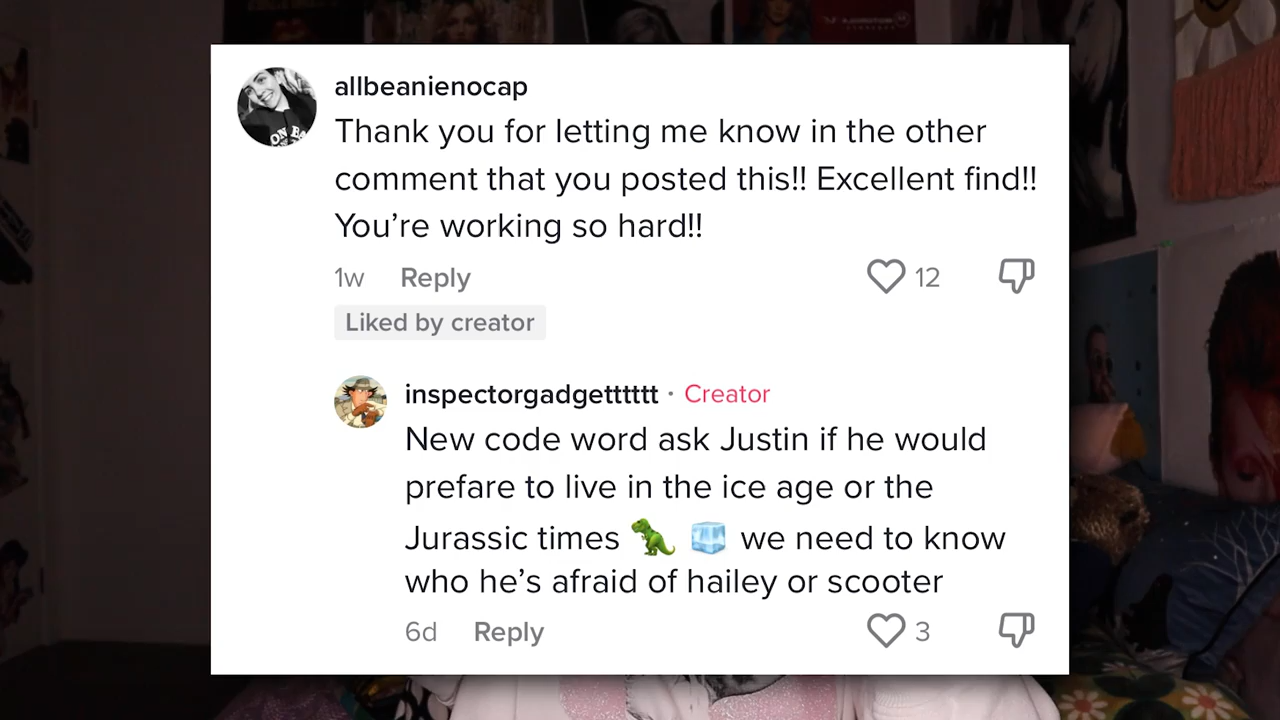 allbeanienocap
Thank you for letting me know in the other
comment that you posted this!! Excellent find!!
You’re working so hard!!
1w Reply 12
Liked by creator
inspectorgadgetttttt · Creator
New code word ask Justin if he would
prefare to live in the ice age or the
Jurassic times 🦖 🧊 we need to know
who he’s afraid of hailey or scooter
6d Reply 3